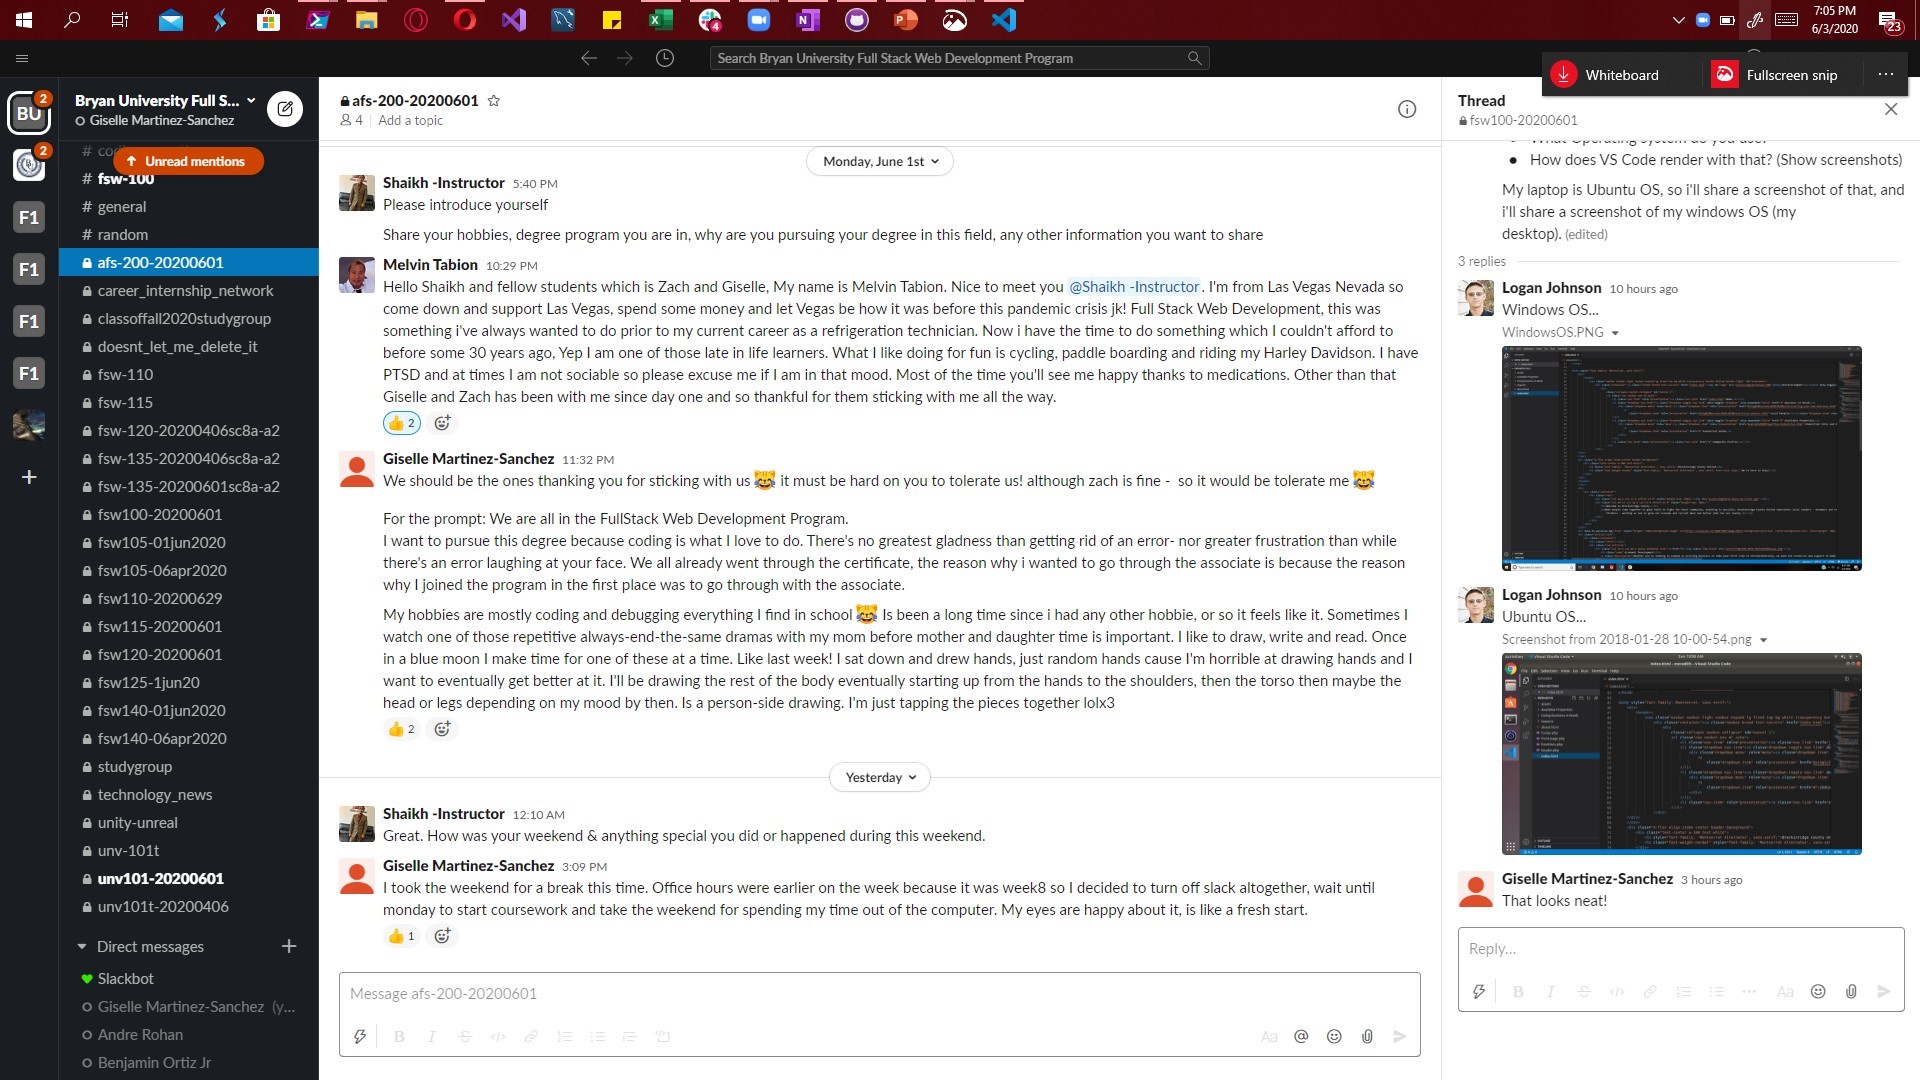 7:05 PM
6/3/2020
23
Search Bryan University Full Stack Web Development Program
Whiteboard
Fullscreen snip
BU
2
2
F1
F1
F1
F1
Bryan University Full S...
Giselle Martinez-Sanchez
Unread mentions
# fsw-100
# general
# random
afs-200-20200601
career_internship_network
classoffall2020studygroup
doesnt_let_me_delete_it
fsw-110
fsw-115
fsw-120-20200406sc8a-a2
fsw-135-20200406sc8a-a2
fsw-135-20200601sc8a-a2
fsw100-20200601
fsw105-01jun2020
fsw105-06apr2020
fsw110-20200629
fsw115-20200601
fsw120-20200601
fsw125-1jun20
fsw140-01jun2020
fsw140-06apr2020
studygroup
technology_news
unity-unreal
unv-101t
unv101-20200601
unv101t-20200406
Direct messages
Slackbot
Giselle Martinez-Sanchez (y...
Andre Rohan
Benjamin Ortiz Jr
afs-200-20200601
4 | Add a topic
Monday, June 1st
Shaikh -Instructor 5:40 PM
Please introduce yourself
Share your hobbies, degree program you are in, why are you pursuing your degree in this field, any other information you want to share
Melvin Tabion 10:29 PM
Hello Shaikh and fellow students which is Zach and Giselle, My name is Melvin Tabion. Nice to meet you @Shaikh -Instructor. I'm from Las Vegas Nevada so
come down and support Las Vegas, spend some money and let Vegas be how it was before this pandemic crisis jk! Full Stack Web Development, this was
something i've always wanted to do prior to my current career as a refrigeration technician. Now i have the time to do something which I couldn't afford to
before some 30 years ago, Yep I am one of those late in life learners. What I like doing for fun is cycling, paddle boarding and riding my Harley Davidson. I have
PTSD and at times I am not sociable so please excuse me if I am in that mood. Most of the time you'll see me happy thanks to medications. Other than that
Giselle and Zach has been with me since day one and so thankful for them sticking with me all the way.
2
Giselle Martinez-Sanchez 11:32 PM
We should be the ones thanking you for sticking with us 😹 it must be hard on you to tolerate us! although zach is fine - so it would be tolerate me 😹
For the prompt: We are all in the FullStack Web Development Program.
I want to pursue this degree because coding is what I love to do. There's no greatest gladness than getting rid of an error- nor greater frustration than while
there's an error laughing at your face. We all already went through the certificate, the reason why i wanted to go through the associate is because the reason
why I joined the program in the first place was to go through with the associate.
My hobbies are mostly coding and debugging everything I find in school 😹 Is been a long time since i had any other hobbie, or so it feels like it. Sometimes I
watch one of those repetitive always-end-the-same dramas with my mom before mother and daughter time is important. I like to draw, write and read. Once
in a blue moon I make time for one of these at a time. Like last week! I sat down and drew hands, just random hands cause I'm horrible at drawing hands and I
want to eventually get better at it. I'll be drawing the rest of the body eventually starting up from the hands to the shoulders, then the torso then maybe the
head or legs depending on my mood by then. Is a person-side drawing. I'm just tapping the pieces together lolx3
2
Yesterday
Shaikh -Instructor 12:10 AM
Great. How was your weekend & anything special you did or happened during this weekend.
Giselle Martinez-Sanchez 3:09 PM
I took the weekend for a break this time. Office hours were earlier on the week because it was week8 so I decided to turn off slack altogether, wait until
monday to start coursework and take the weekend for spending my time out of the computer. My eyes are happy about it, is like a fresh start.
1
Message afs-200-20200601
Thread
fsw100-20200601
What Operating system do you use?
How does VS Code render with that? (Show screenshots)
My laptop is Ubuntu OS, so i'll share a screenshot of that, and
i'll share a screenshot of my windows OS (my
desktop). (edited)
3 replies
Logan Johnson 10 hours ago
Windows OS...
WindowsOS.PNG
Logan Johnson 10 hours ago
Ubuntu OS...
Screenshot from 2018-01-28 10-00-54.png
Giselle Martinez-Sanchez 3 hours ago
That looks neat!
Reply...